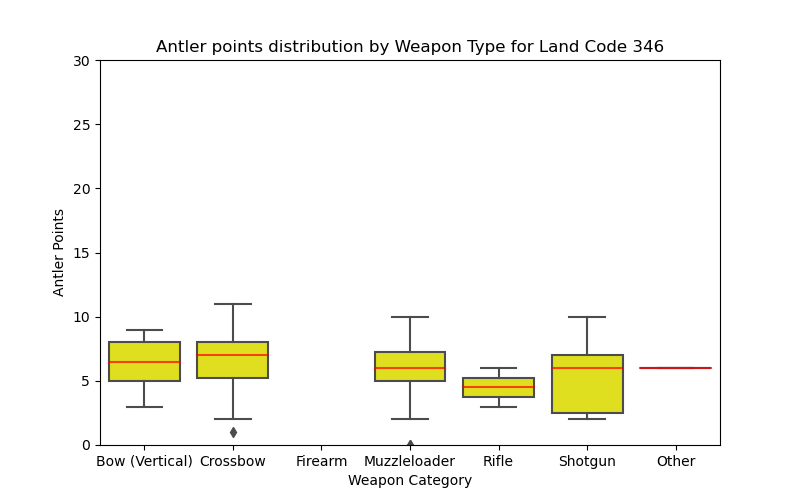 Antler points distribution by Weapon Type for Land Code 346
30
25
20
15
10
5
0
Antler Points
Bow (Vertical) Crossbow Firearm Muzzleloader Rifle Shotgun Other
Weapon Category